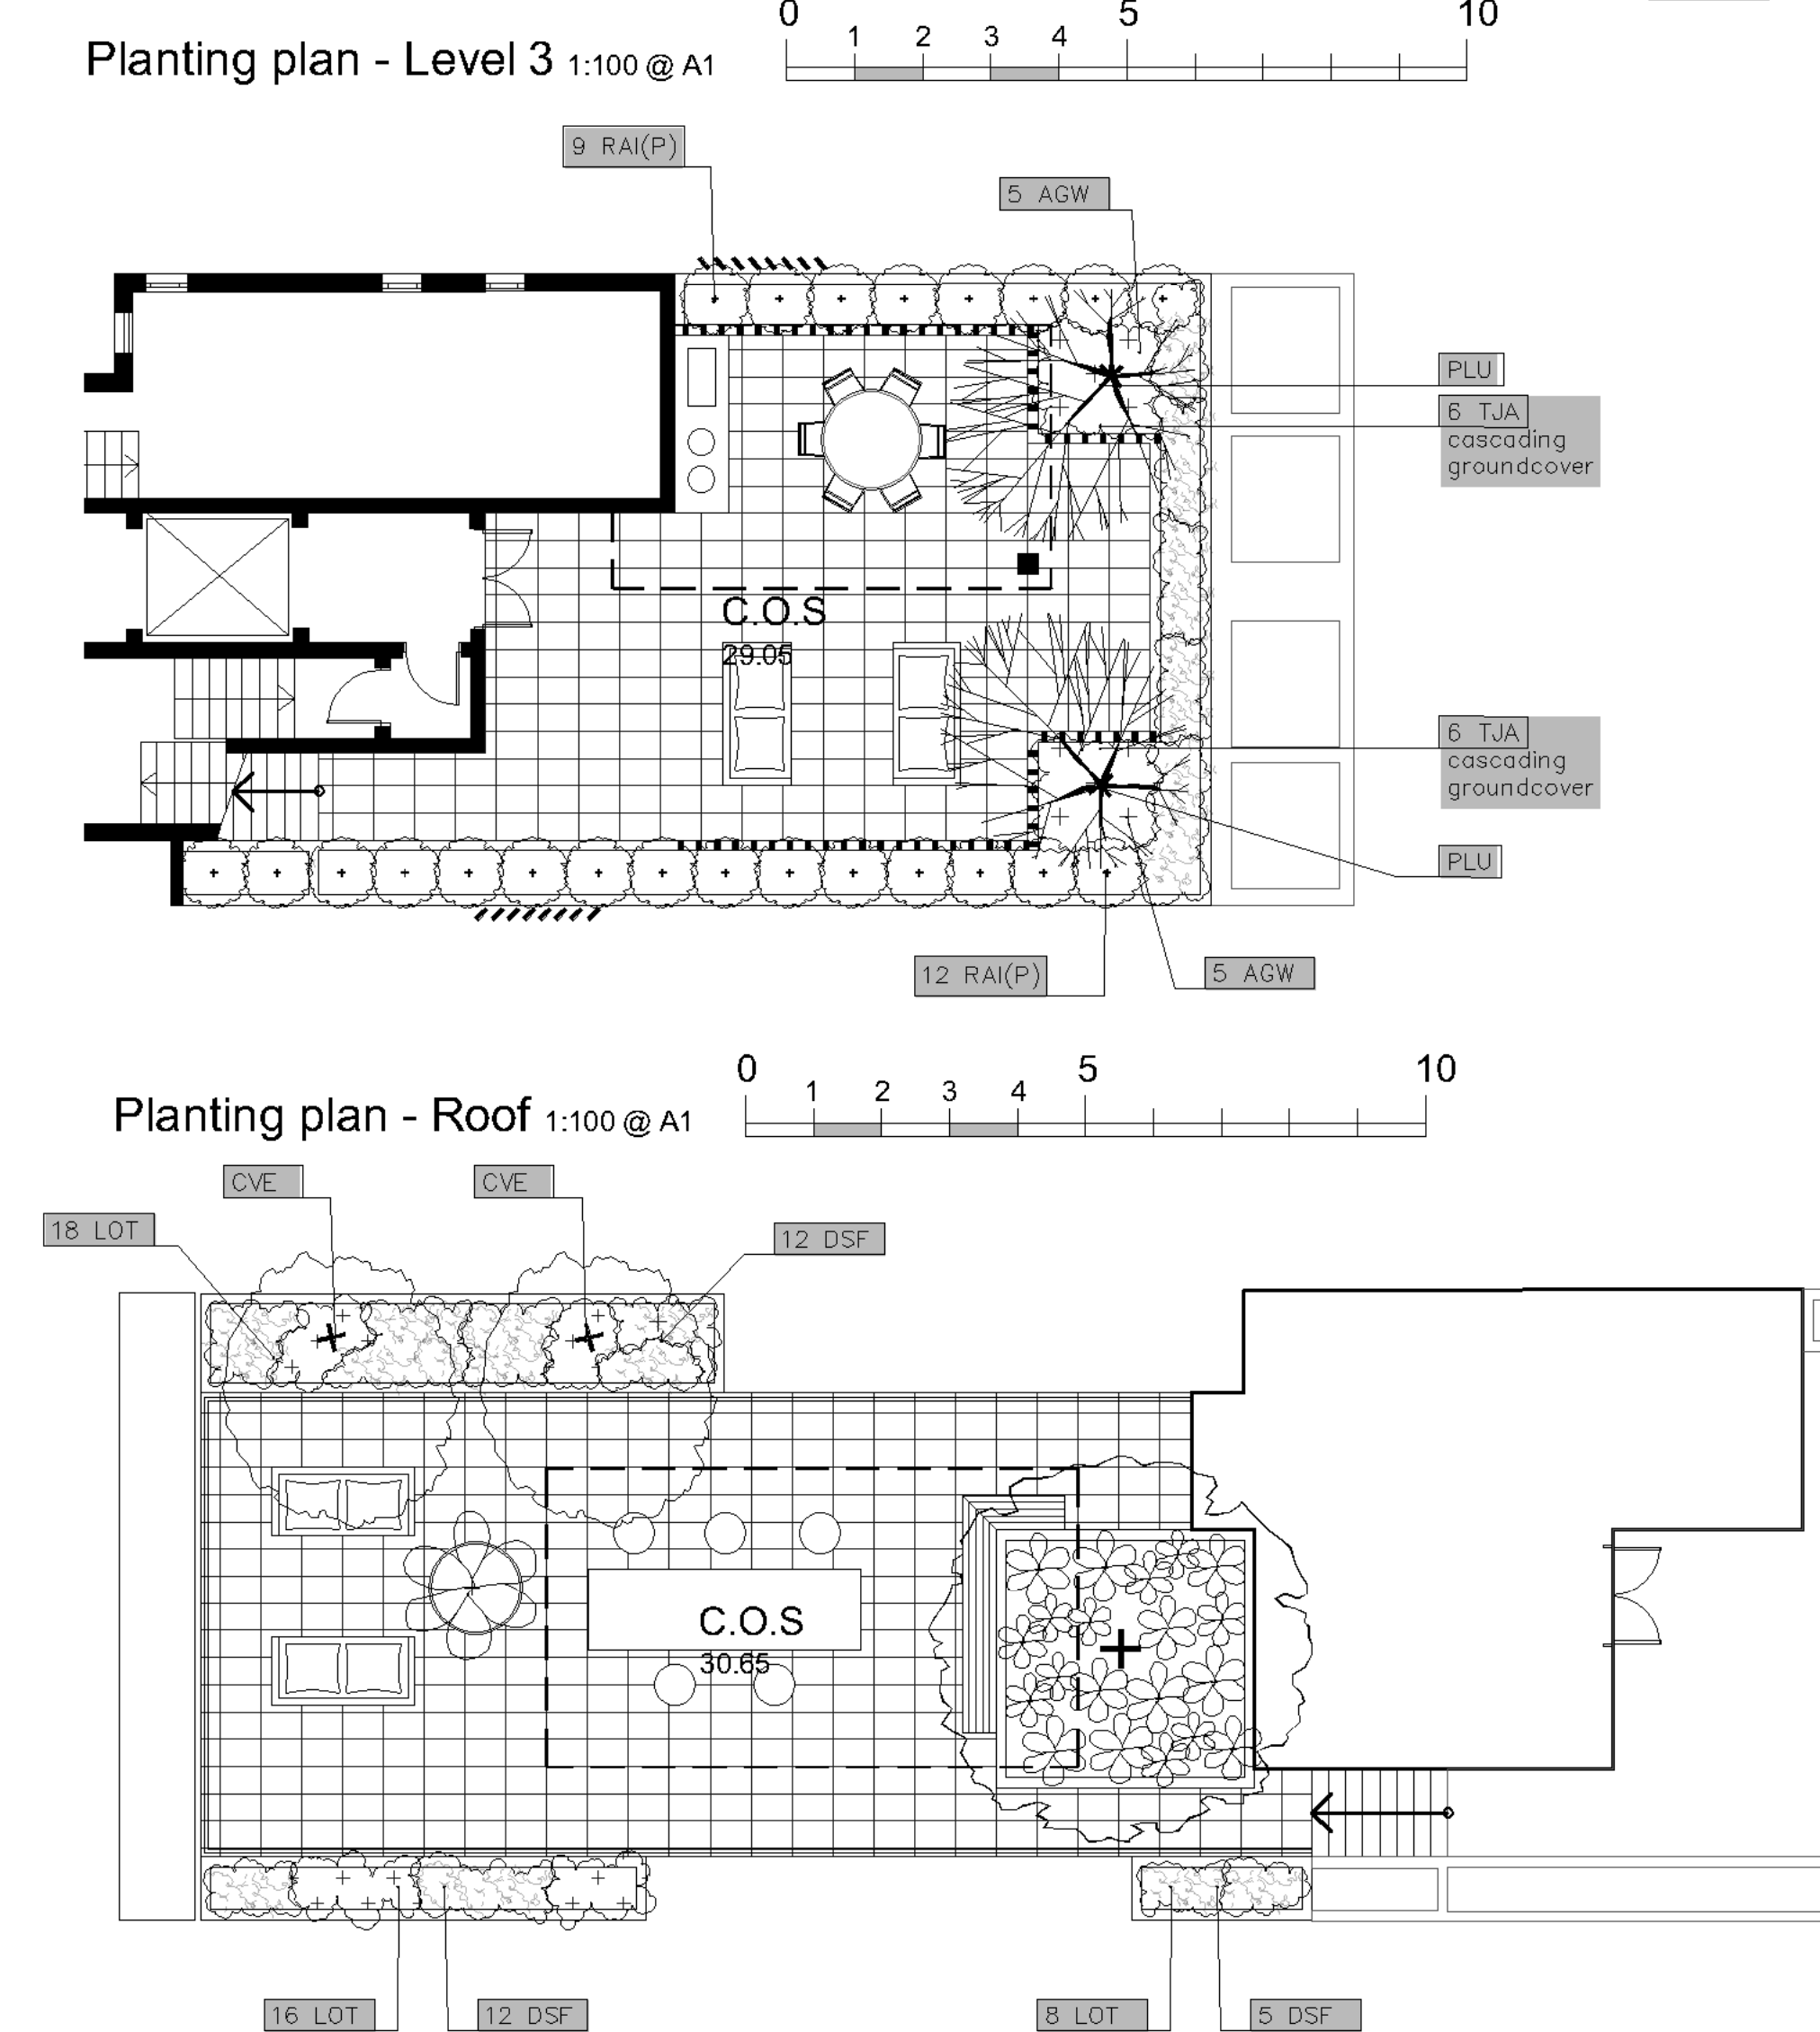 0 5 10
1 2 3 4
Planting plan - Level 3 1:100 @ A1
9 RAI(P)
5 AGW
PLU
6 TJA
cascading
groundcover
C.O.S
29.05
6 TJA
cascading
groundcover
PLU
12 RAI(P)
5 AGW
0 5 10
1 2 3 4
Planting plan - Roof 1:100 @ A1
CVE
CVE
18 LOT
12 DSF
C.O.S
30.65
16 LOT
12 DSF
8 LOT
5 DSF